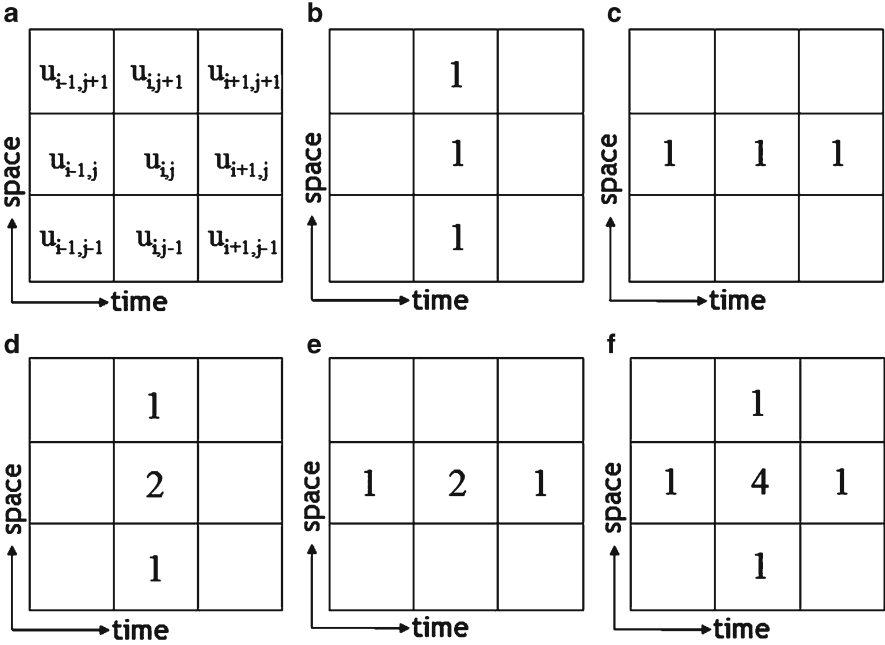 a b c
u_{i-1,j+1} u_{i,j+1} u_{i+1,j+1} 1
space u_{i-1,j} u_{i,j} u_{i+1,j} space 1 space 1 1 1
u_{i-1,j-1} u_{i,j-1} u_{i+1,j-1} 1
time time time
d e f
1 1
space 2 space 1 2 1 space 1 4 1
1 1
time time time